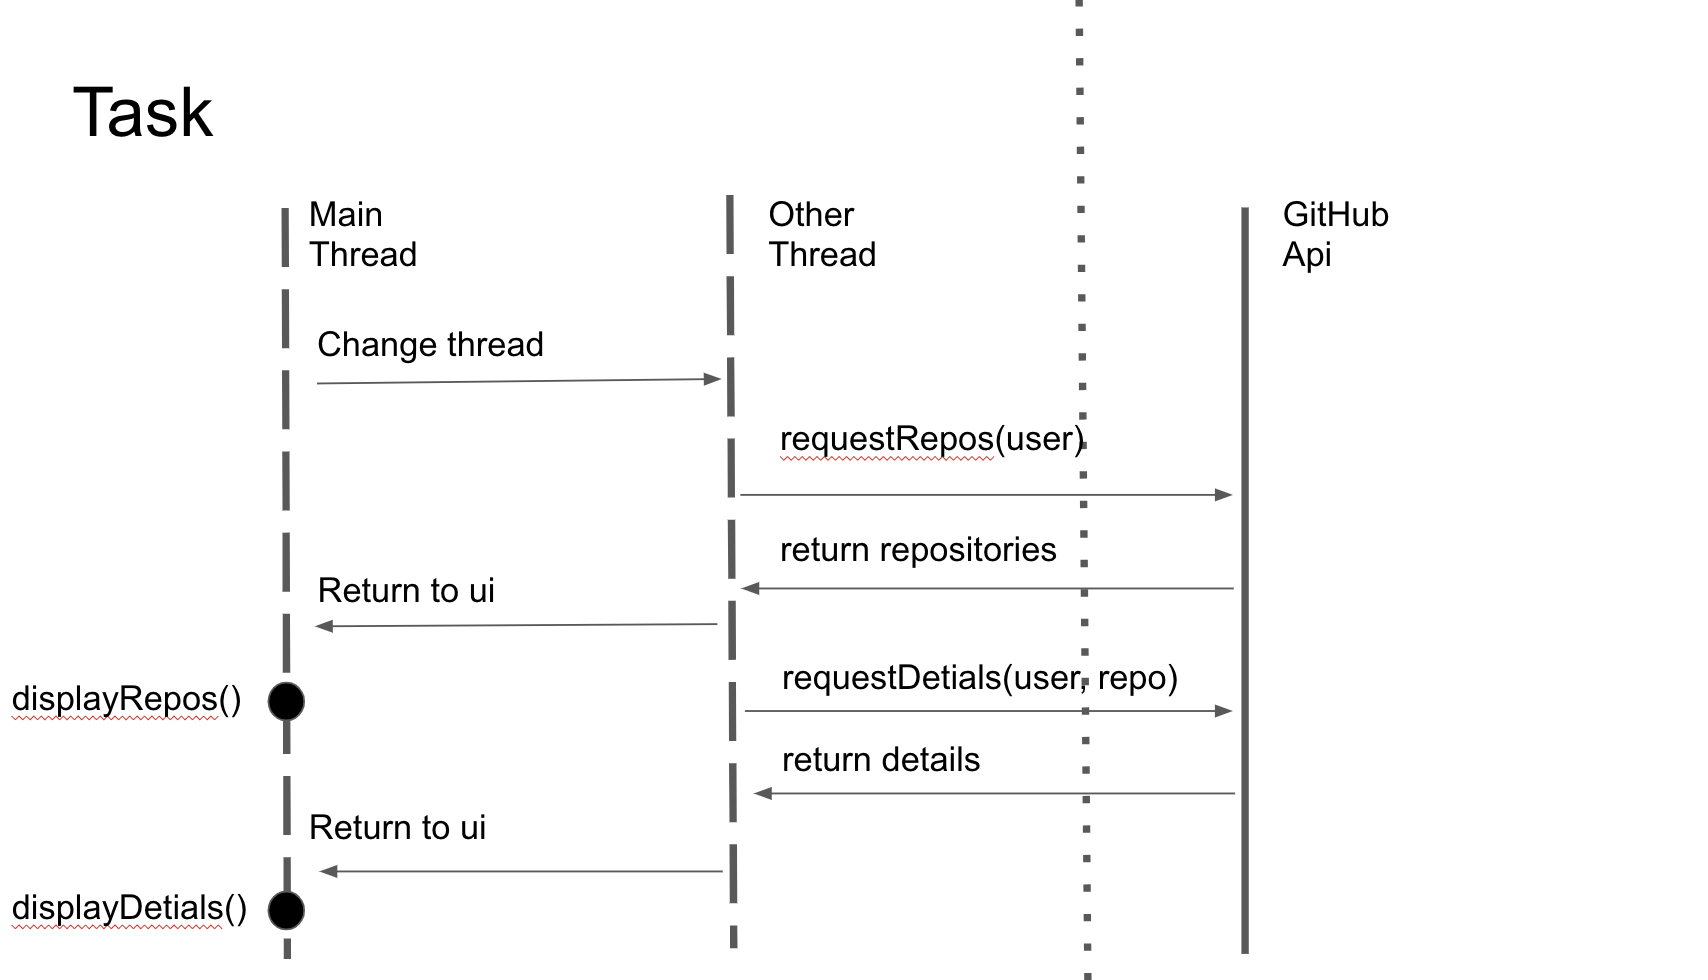 Task
Main
Thread
Other
Thread
GitHub
Api
Change thread
requestRepos(user)
return repositories
Return to ui
requestDetials(user, repo)
displayRepos()
return details
Return to ui
displayDetials()